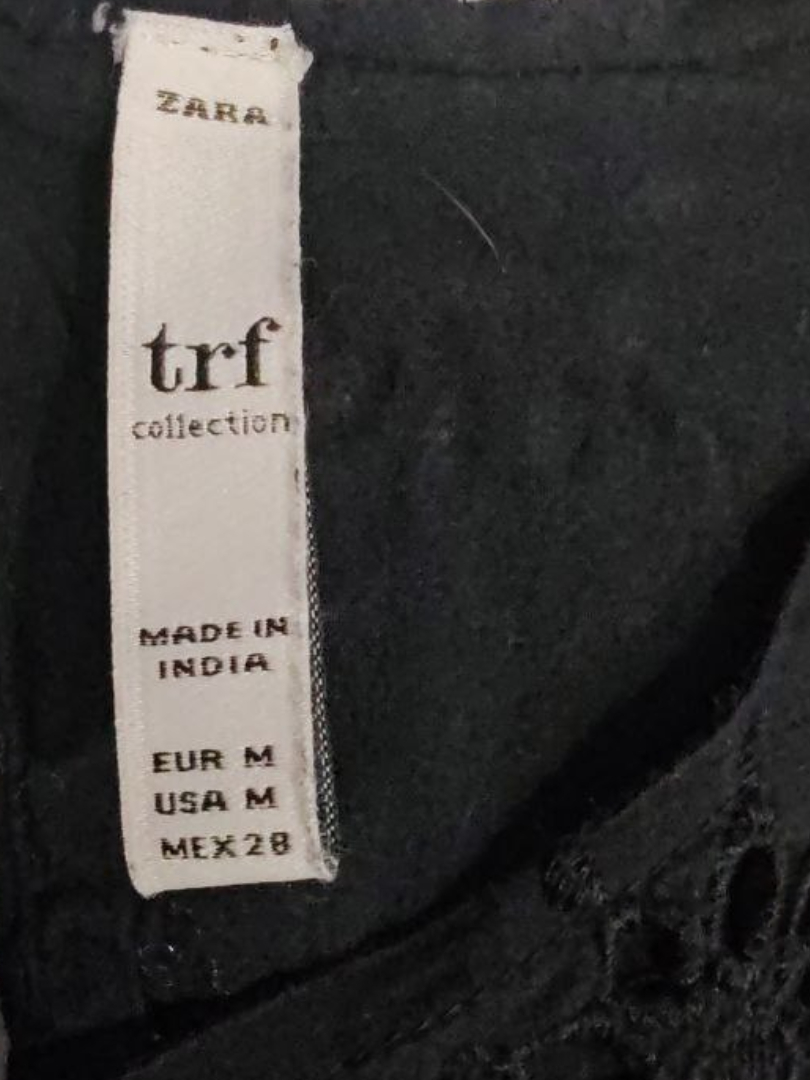 ZARA
trf
collection
MADE IN
INDIA
EUR M
USA M
MEX 28